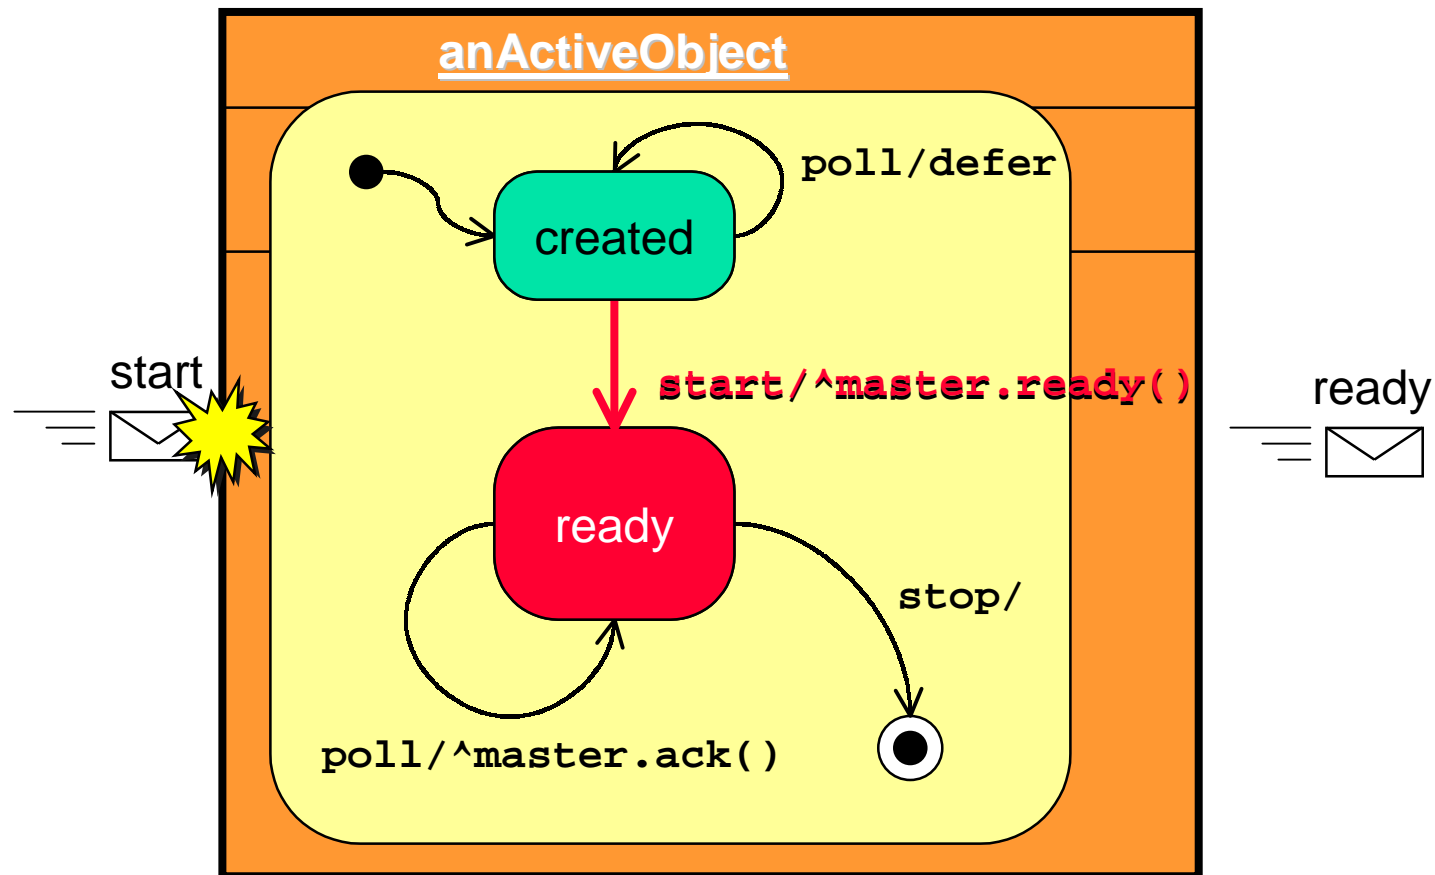 anActiveObject
poll/defer
created
start
start/^master.ready()
ready
ready
stop/
poll/^master.ack()